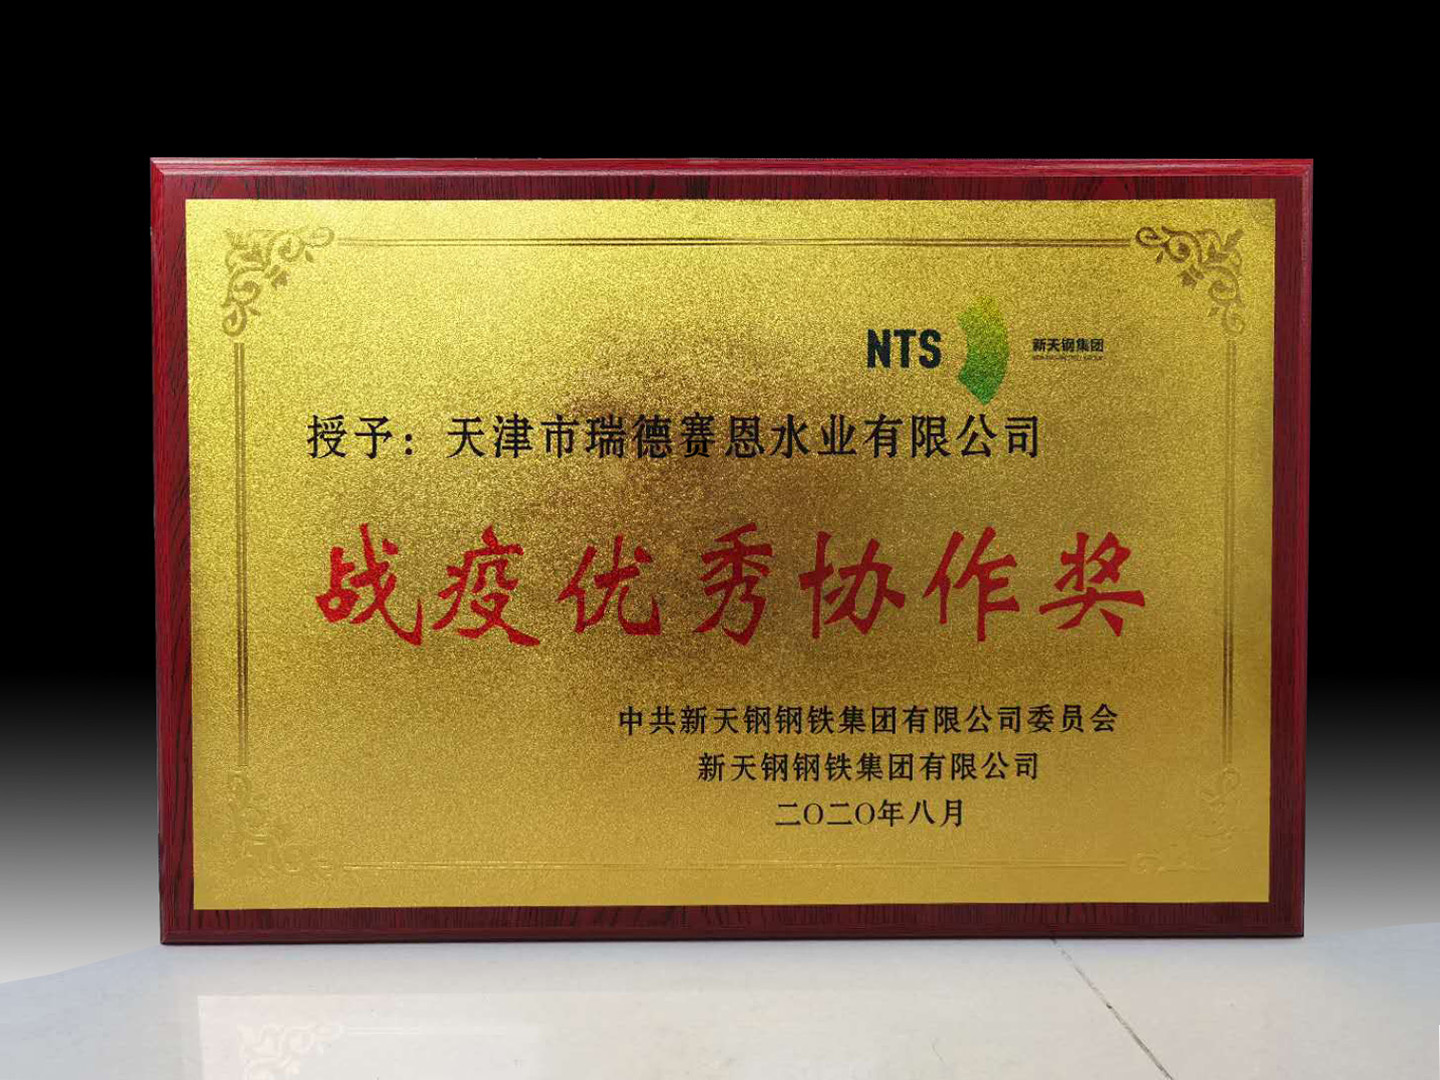 NTS 新天钢集团
授予：天津市瑞德赛恩水业有限公司
战疫优秀协作奖
中共新天钢钢铁集团有限公司委员会
新天钢钢铁集团有限公司
二〇二〇年八月